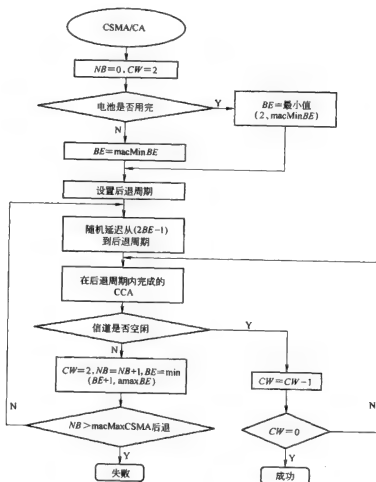 CSMA/CA
NB=0, CW=2
电池是否用完
Y
N
BE=最小值
(2、macMinBE)
BE=macMinBE
设置后退周期
随机延迟从(2BE-1)
到后退周期
在后退周期内完成的
CCA
信道是否空闲
Y
N
CW=2, NB=NB+1, BE=min
(BE+1, amaxBE)
CW=CW-1
N
NB>macMaxCSMA后退
CW=0
N
Y
Y
失败
成功